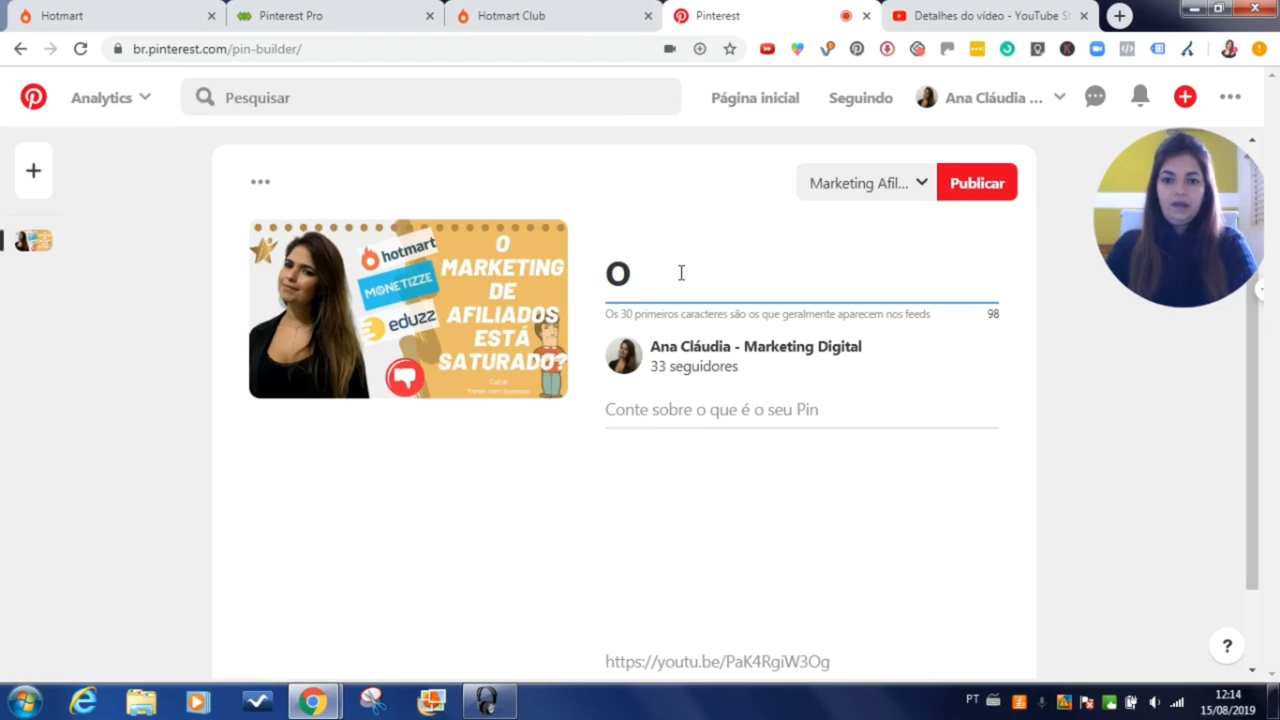 Hotmart
Pinterest Pro
Hotmart Club
Pinterest
Detalhes do vídeo - YouTube St
br.pinterest.com/pin-builder/
Analytics
Pesquisar
Página inicial
Seguindo
Ana Cláudia ...
Marketing Afil...
Publicar
hotmart
MONETIZZE
eduzz
O
MARKETING
DE
AFILIADOS
ESTÁ
SATURADO?
Canal
O
Os 30 primeiros caracteres são os que geralmente aparecem nos feeds
98
Ana Cláudia - Marketing Digital
33 seguidores
Conte sobre o que é o seu Pin
https://youtu.be/PaK4RgiW3Og
?
PT
12:14
15/08/2019